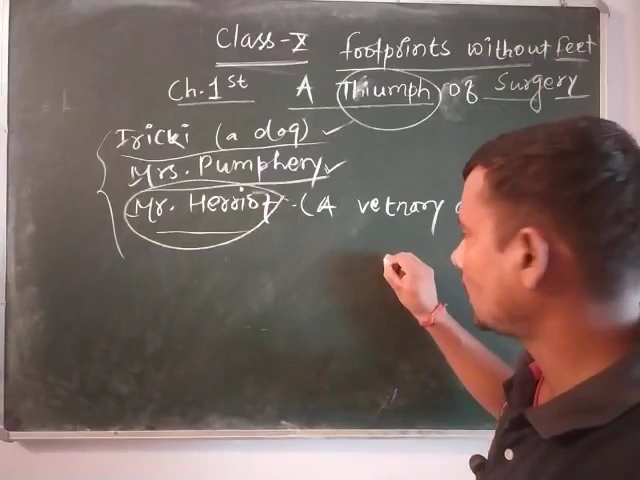 Class-X footprints without feet
Ch. 1st A Thiumph of Surgery
Tricki (a dog)
Mrs. Pumphery
Mr. Herriot (A vetnary